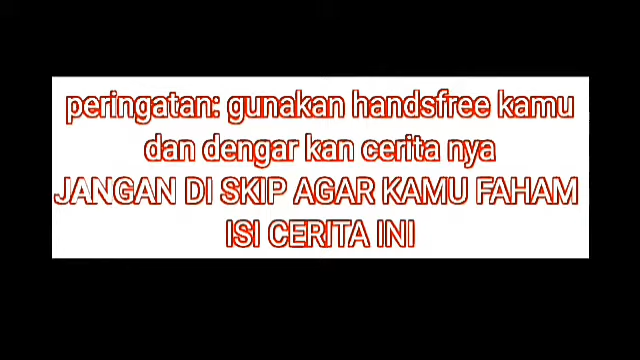 peringatan: gunakan handsfree kamu
dan dengar kan cerita nya
JANGAN DI SKIP AGAR KAMU FAHAM
ISI CERITA INI